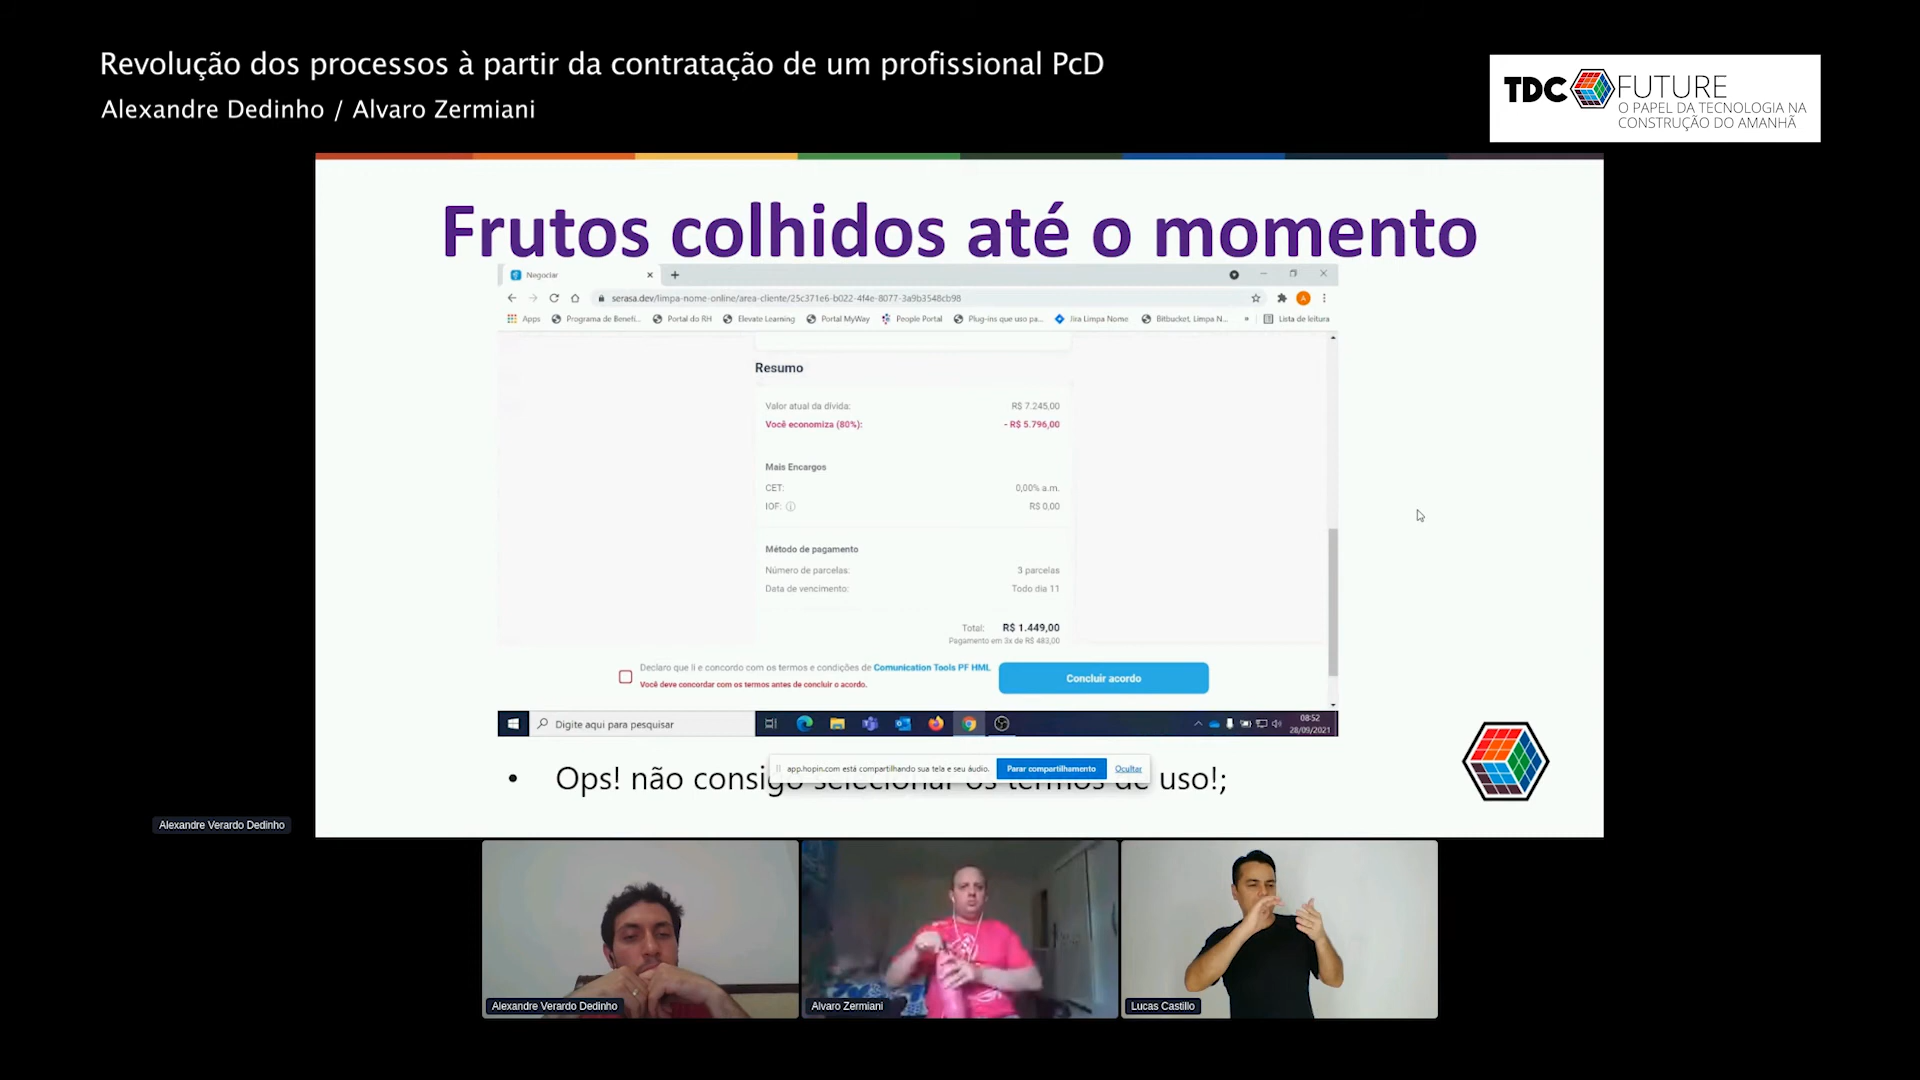 Revolução dos processos à partir da contratação de um profissional PcD
Alexandre Dedinho / Alvaro Zermiani
TDC FUTURE
O PAPEL DA TECNOLOGIA NA
CONSTRUÇÃO DO AMANHÃ
Frutos colhidos até o momento
Negociar
serasa.dev/limpa-nome-online/area-cliente/25c371e6-b022-4f4e-8077-3a9b3548cb98
Apps Programa de Benefi... Portal do RH Elevate Learning Portal MyWay People Portal Plug-ins que uso pa... Jira Limpa Nome Bitbucket, Limpa N... » Lista de leitura
Resumo
Valor atual da dívida: R$ 7.245,00
Você economiza (80%): - R$ 5.796,00
Mais Encargos
CET: 0,00% a.m.
IOF: R$ 0,00
Método de pagamento
Número de parcelas: 3 parcelas
Data de vencimento: Todo dia 11
Total: R$ 1.449,00
Pagamento em 3x de R$ 483,00
Declaro que li e concordo com os termos e condições de Comunication Tools PF HML.
Você deve concordar com os termos antes de concluir o acordo.
Concluir acordo
Digite aqui para pesquisar
08:52
28/09/2021
app.hopin.com está compartilhando sua tela e seu áudio. Parar compartilhamento Ocultar
• Ops! não consigo selecionar os termos de uso!;
Alexandre Verardo Dedinho
Alexandre Verardo Dedinho
Alvaro Zermiani
Lucas Castillo